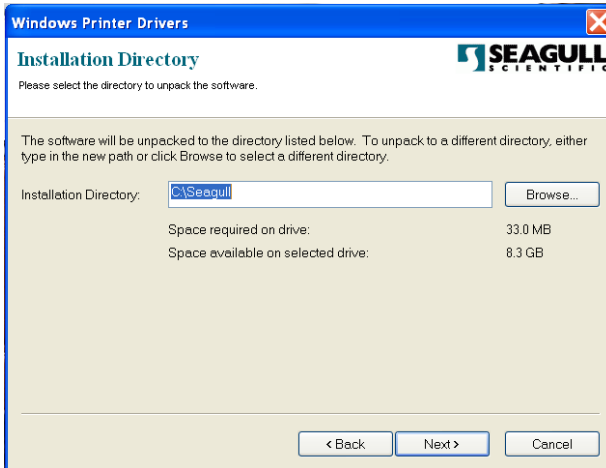 Windows Printer Drivers
Installation Directory
SEAGULL
SCIENTIFIC
Please select the directory to unpack the software.
The software will be unpacked to the directory listed below. To unpack to a different directory, either
type in the new path or click Browse to select a different directory.
Installation Directory: C:\Seagull Browse...
Space required on drive: 33.0 MB
Space available on selected drive: 8.3 GB
< Back Next > Cancel